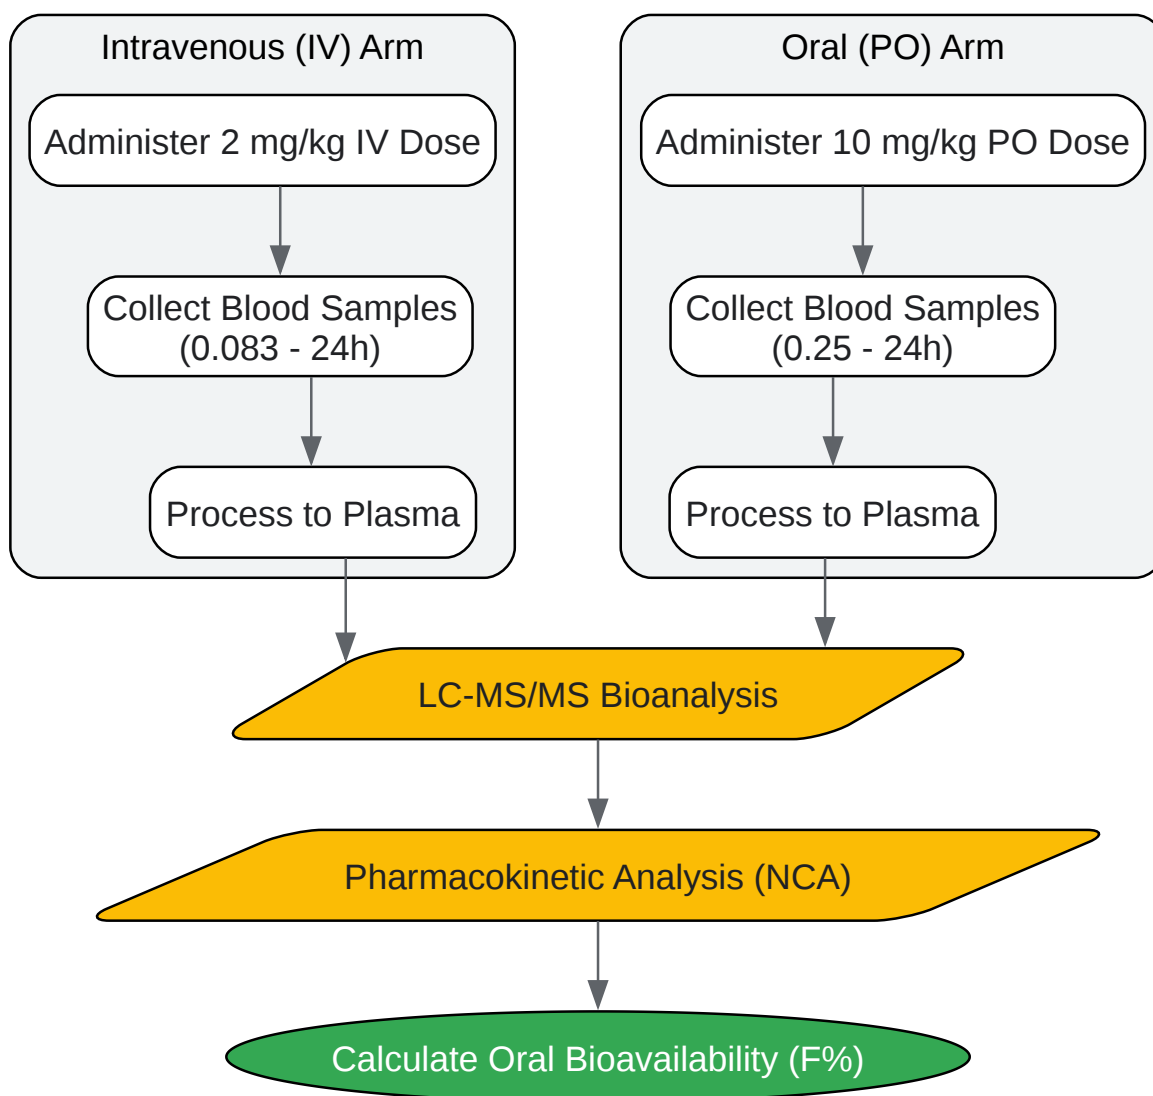 Intravenous (IV) Arm
Administer 2 mg/kg IV Dose
Collect Blood Samples
(0.083 - 24h)
Process to Plasma
Oral (PO) Arm
Administer 10 mg/kg PO Dose
Collect Blood Samples
(0.25 - 24h)
Process to Plasma
LC-MS/MS Bioanalysis
Pharmacokinetic Analysis (NCA)
Calculate Oral Bioavailability (F%)